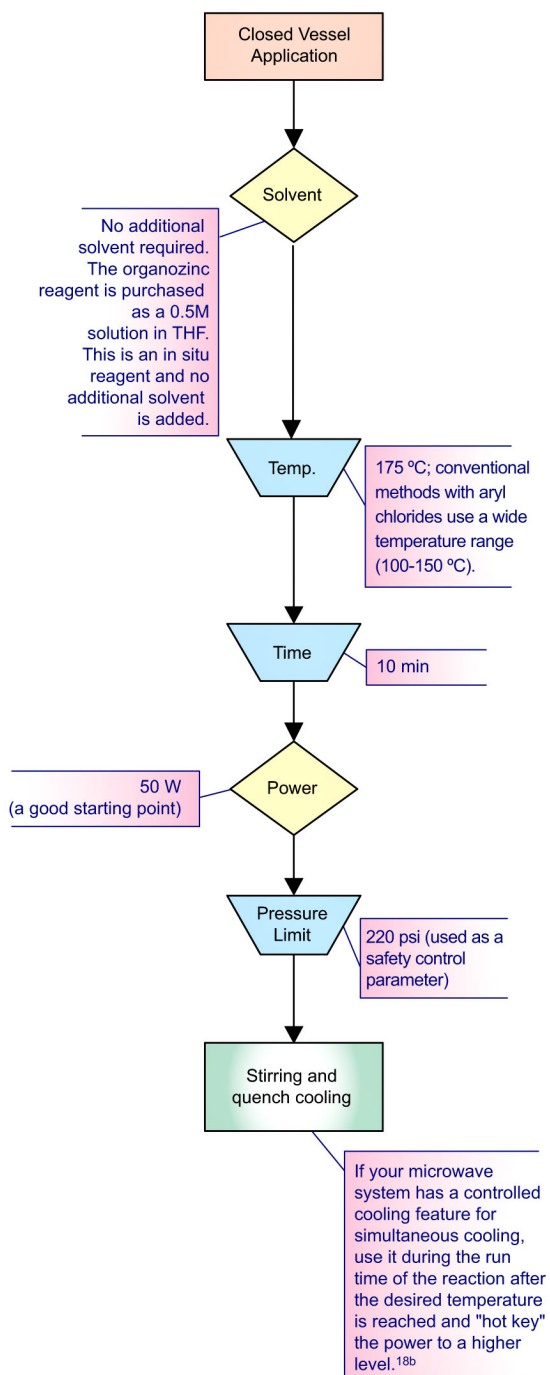 Closed Vessel
Application
Solvent
No additional
solvent required.
The organozinc
reagent is purchased
as a 0.5M
solution in THF.
This is an in situ
reagent and no
additional solvent
is added.
Temp.
175 ºC; conventional
methods with aryl
chlorides use a wide
temperature range
(100-150 ºC).
Time
10 min
50 W
(a good starting point)
Power
Pressure
Limit
220 psi (used as a
safety control
parameter)
Stirring and
quench cooling
If your microwave
system has a controlled
cooling feature for
simultaneous cooling,
use it during the run
time of the reaction after
the desired temperature
is reached and "hot key"
the power to a higher
level.18b